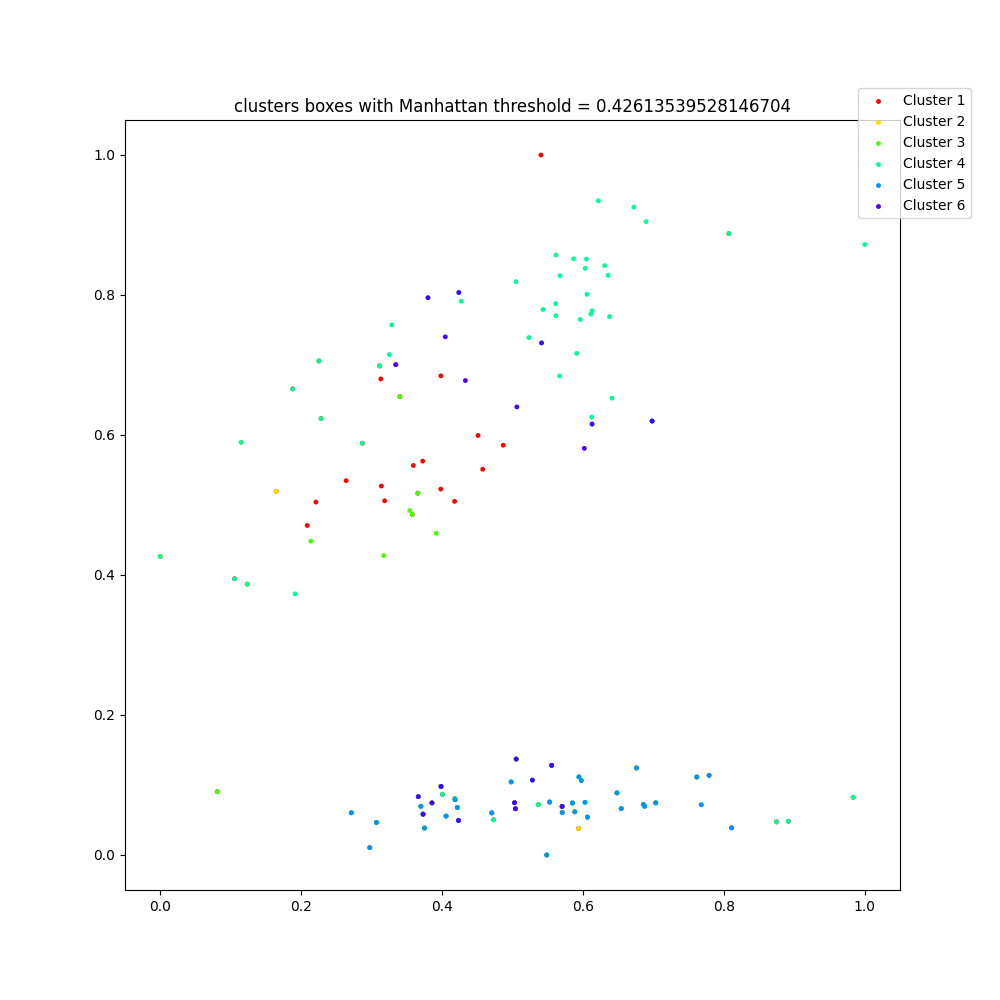 clusters boxes with Manhattan threshold = 0.42613539528146704
Cluster 1
Cluster 2
Cluster 3
Cluster 4
Cluster 5
Cluster 6
1.0
0.8
0.6
0.4
0.2
0.0
0.0 0.2 0.4 0.6 0.8 1.0